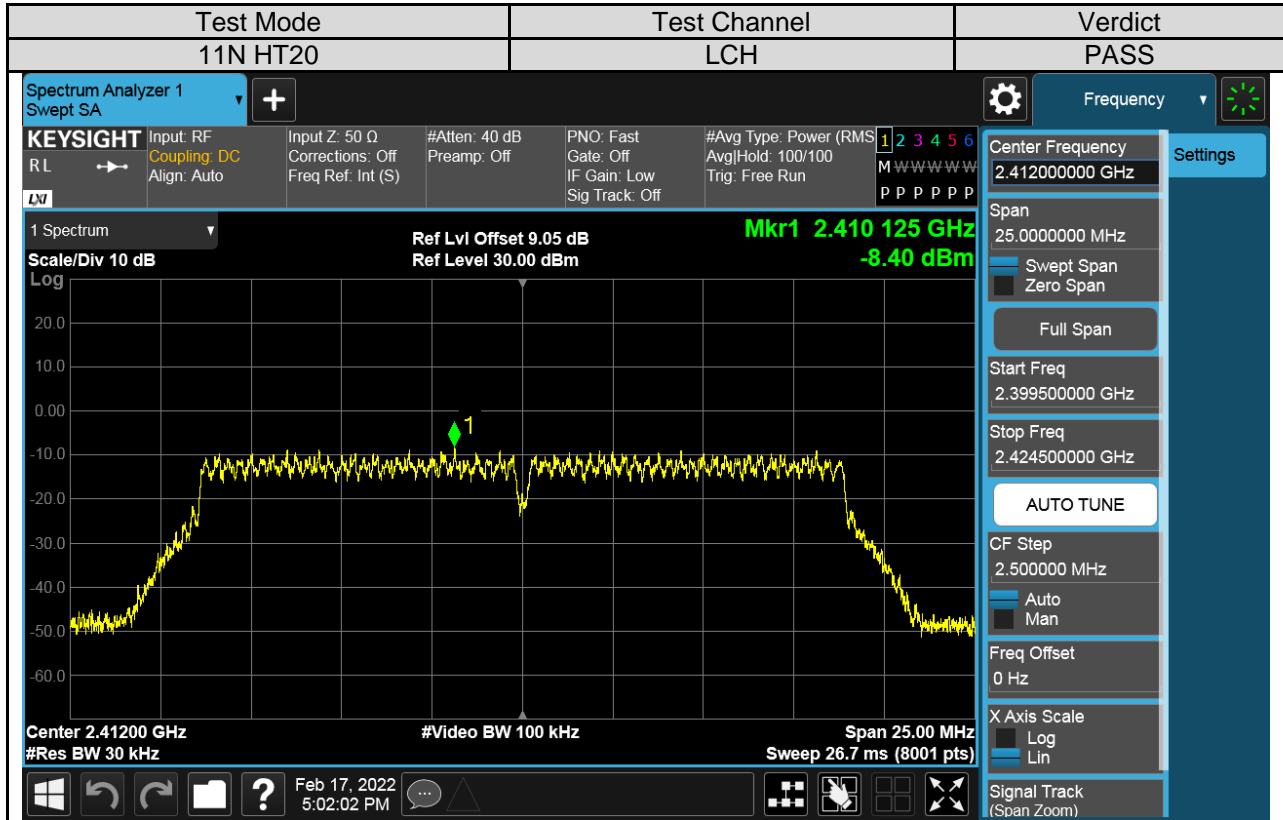 Test Mode Test Channel Verdict
11N HT20 LCH PASS
Spectrum Analyzer 1
Swept SA
+
Frequency
KEYSIGHT
R L
LXI
Input: RF
Coupling: DC
Align: Auto
Input Z: 50 Ω
Corrections: Off
Freq Ref: Int (S)
#Atten: 40 dB
Preamp: Off
PNO: Fast
Gate: Off
IF Gain: Low
Sig Track: Off
#Avg Type: Power (RMS
Avg|Hold: 100/100
Trig: Free Run
1 2 3 4 5 6
M W W W W W
P P P P P P
1 Spectrum
Scale/Div 10 dB
Log
Ref Lvl Offset 9.05 dB
Ref Level 30.00 dBm
Mkr1 2.410 125 GHz
-8.40 dBm
20.0
10.0
0.00
-10.0
-20.0
-30.0
-40.0
-50.0
-60.0
1
Center 2.41200 GHz
#Res BW 30 kHz
#Video BW 100 kHz
Span 25.00 MHz
Sweep 26.7 ms (8001 pts)
?
Feb 17, 2022
5:02:02 PM
Center Frequency
2.412000000 GHz
Settings
Span
25.0000000 MHz
Swept Span
Zero Span
Full Span
Start Freq
2.399500000 GHz
Stop Freq
2.424500000 GHz
AUTO TUNE
CF Step
2.500000 MHz
Auto
Man
Freq Offset
0 Hz
X Axis Scale
Log
Lin
Signal Track
(Span Zoom)